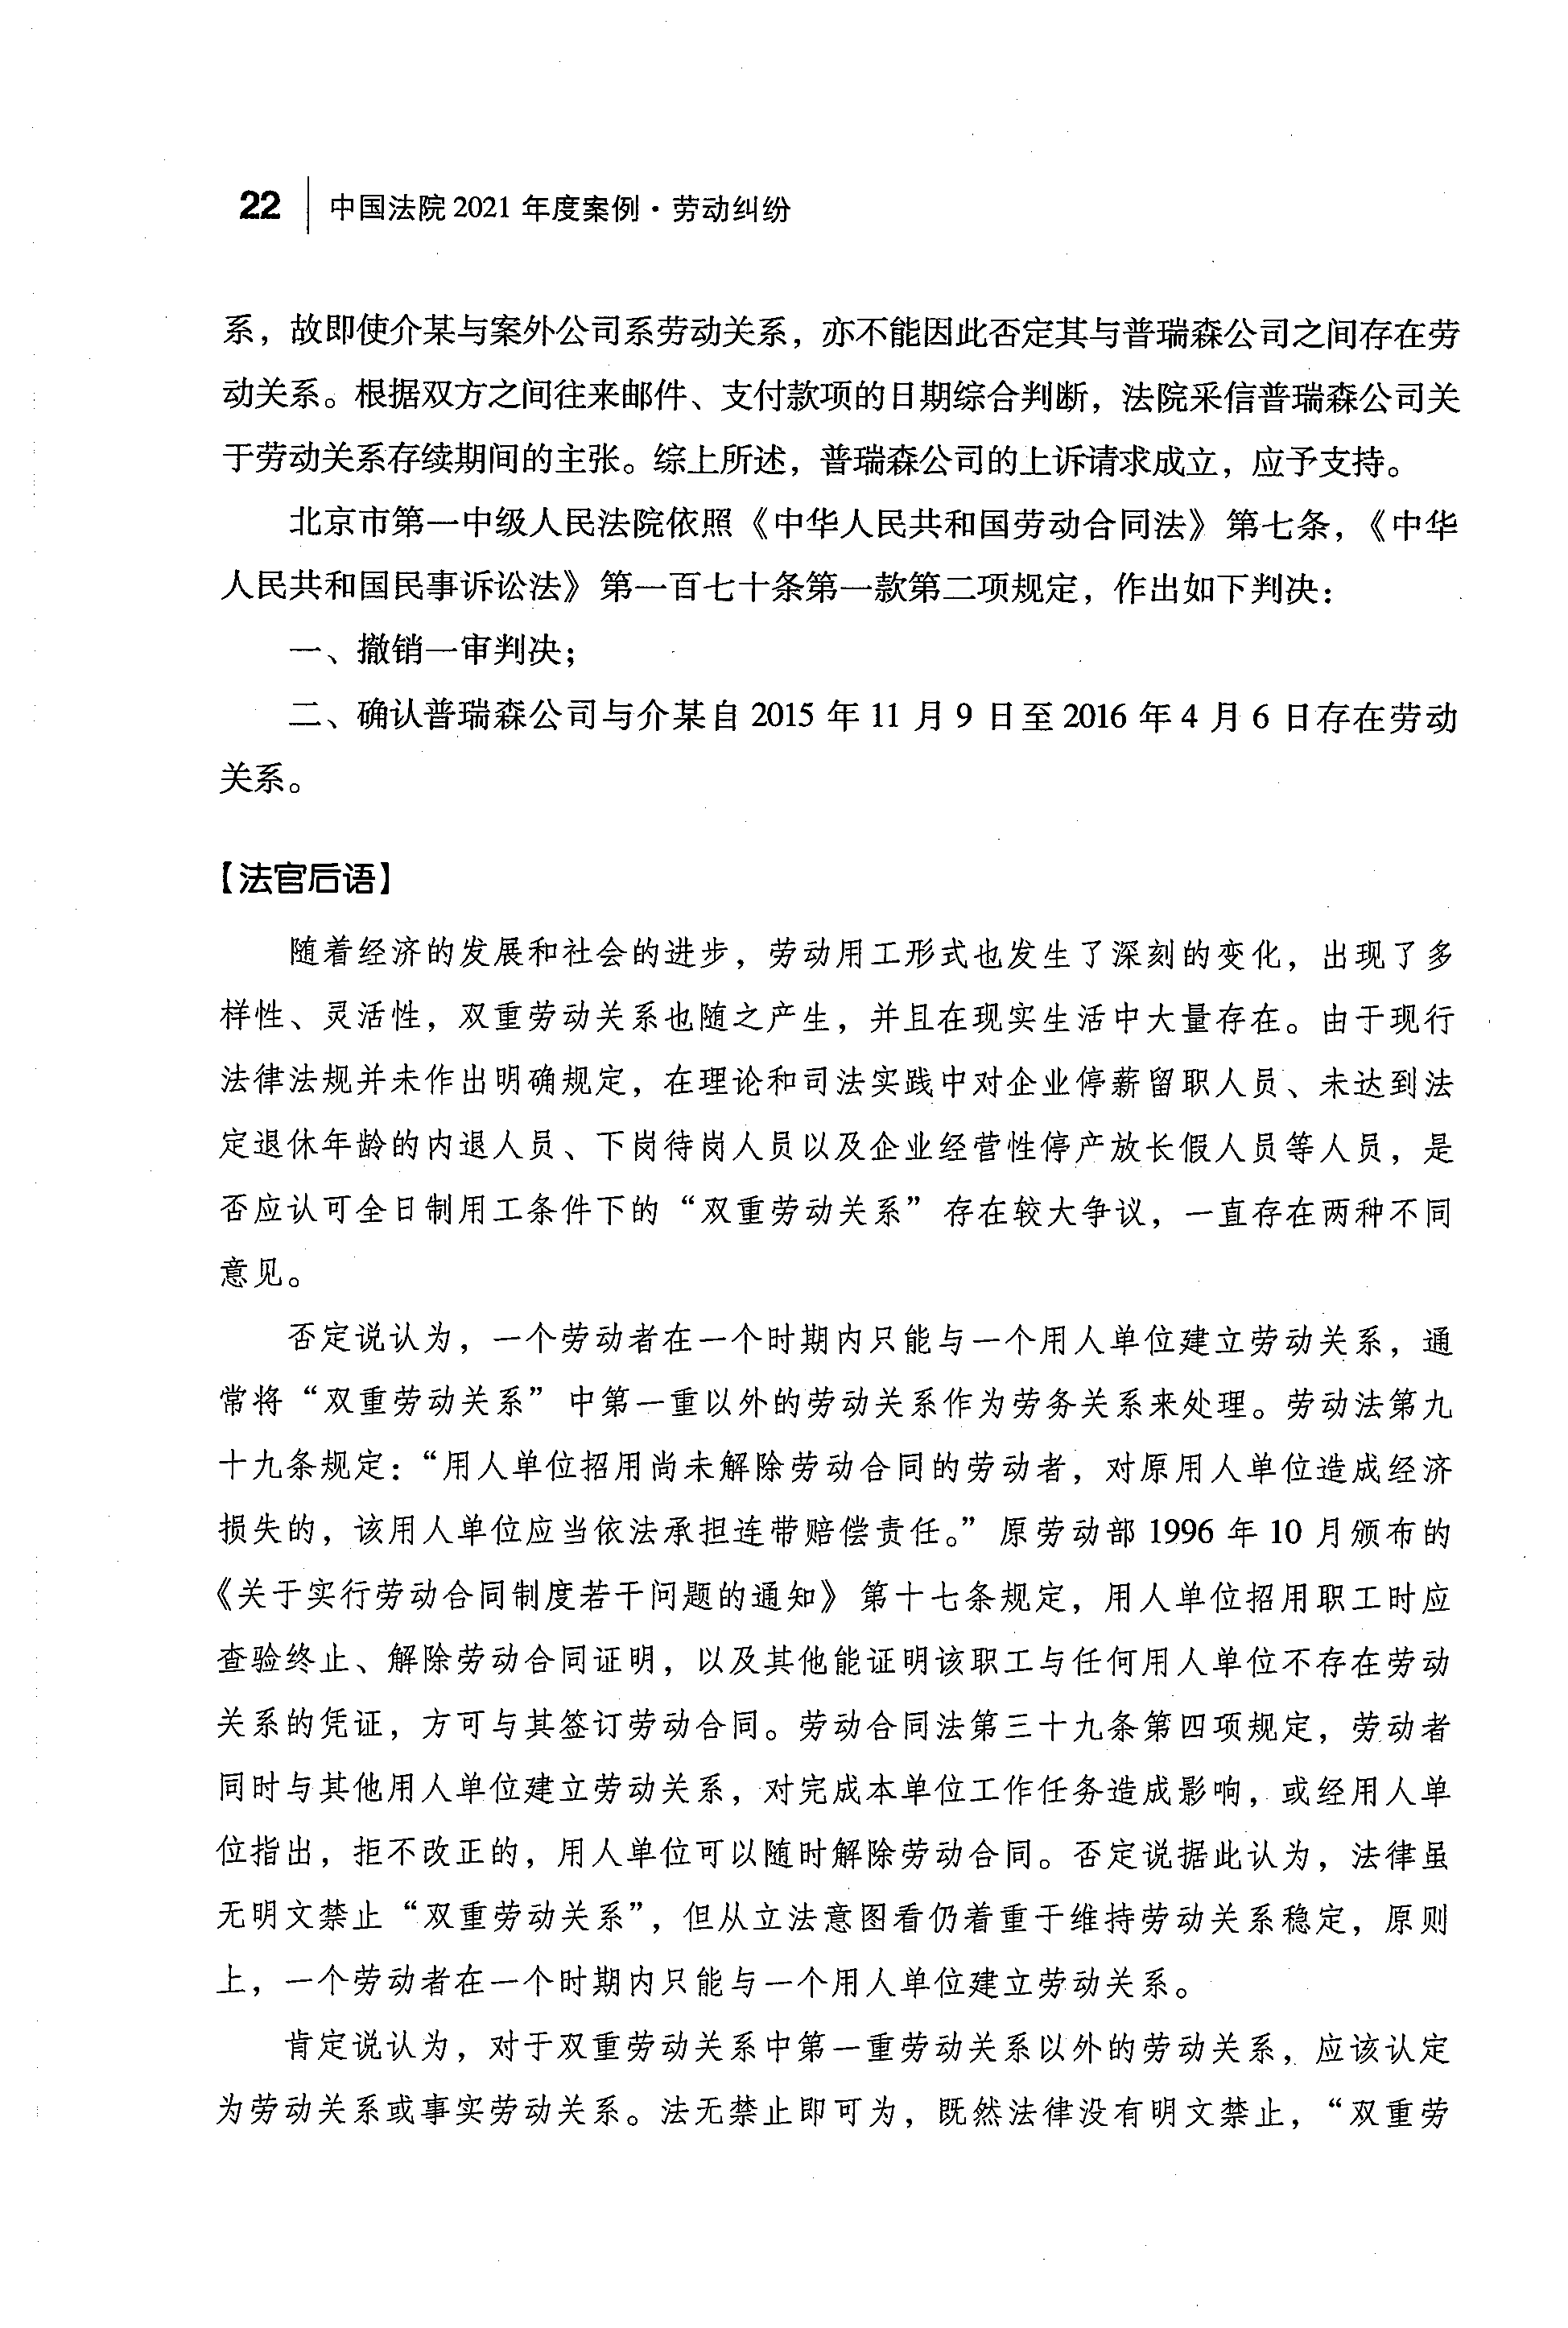 22 中国法院 2021 年度案例·劳动纠纷
系，故即使介某与案外公司系劳动关系，亦不能因此否定其与普瑞森公司之间存在劳
动关系。根据双方之间往来邮件、支付款项的日期综合判断，法院采信普瑞森公司关
于劳动关系存续期间的主张。综上所述，普瑞森公司的上诉请求成立，应予支持。
北京市第一中级人民法院依照《中华人民共和国劳动合同法》第七条，《中华
人民共和国民事诉讼法》第一百七十条第一款第二项规定，作出如下判决：
一、撤销一审判决；
二、确认普瑞森公司与介某自 2015 年 11 月 9 日至 2016 年 4 月 6 日存在劳动
关系。
【法官后语】
随着经济的发展和社会的进步，劳动用工形式也发生了深刻的变化，出现了多
样性、灵活性，双重劳动关系也随之产生，并且在现实生活中大量存在。由于现行
法律法规并未作出明确规定，在理论和司法实践中对企业停薪留职人员、未达到法
定退休年龄的内退人员、下岗待岗人员以及企业经营性停产放长假人员等人员，是
否应认可全日制用工条件下的“双重劳动关系”存在较大争议，一直存在两种不同
意见。
否定说认为，一个劳动者在一个时期内只能与一个用人单位建立劳动关系，通
常将“双重劳动关系”中第一重以外的劳动关系作为劳务关系来处理。劳动法第九
十九条规定：“用人单位招用尚未解除劳动合同的劳动者，对原用人单位造成经济
损失的，该用人单位应当依法承担连带赔偿责任。”原劳动部 1996 年 10 月颁布的
《关于实行劳动合同制度若干问题的通知》第十七条规定，用人单位招用职工时应
查验终止、解除劳动合同证明，以及其他能证明该职工与任何用人单位不存在劳动
关系的凭证，方可与其签订劳动合同。劳动合同法第三十九条第四项规定，劳动者
同时与其他用人单位建立劳动关系，对完成本单位工作任务造成影响，或经用人单
位指出，拒不改正的，用人单位可以随时解除劳动合同。否定说据此认为，法律虽
无明文禁止“双重劳动关系”，但从立法意图看仍着重于维持劳动关系稳定，原则
上，一个劳动者在一个时期内只能与一个用人单位建立劳动关系。
肯定说认为，对于双重劳动关系中第一重劳动关系以外的劳动关系，应该认定
为劳动关系或事实劳动关系。法无禁止即可为，既然法律没有明文禁止，“双重劳